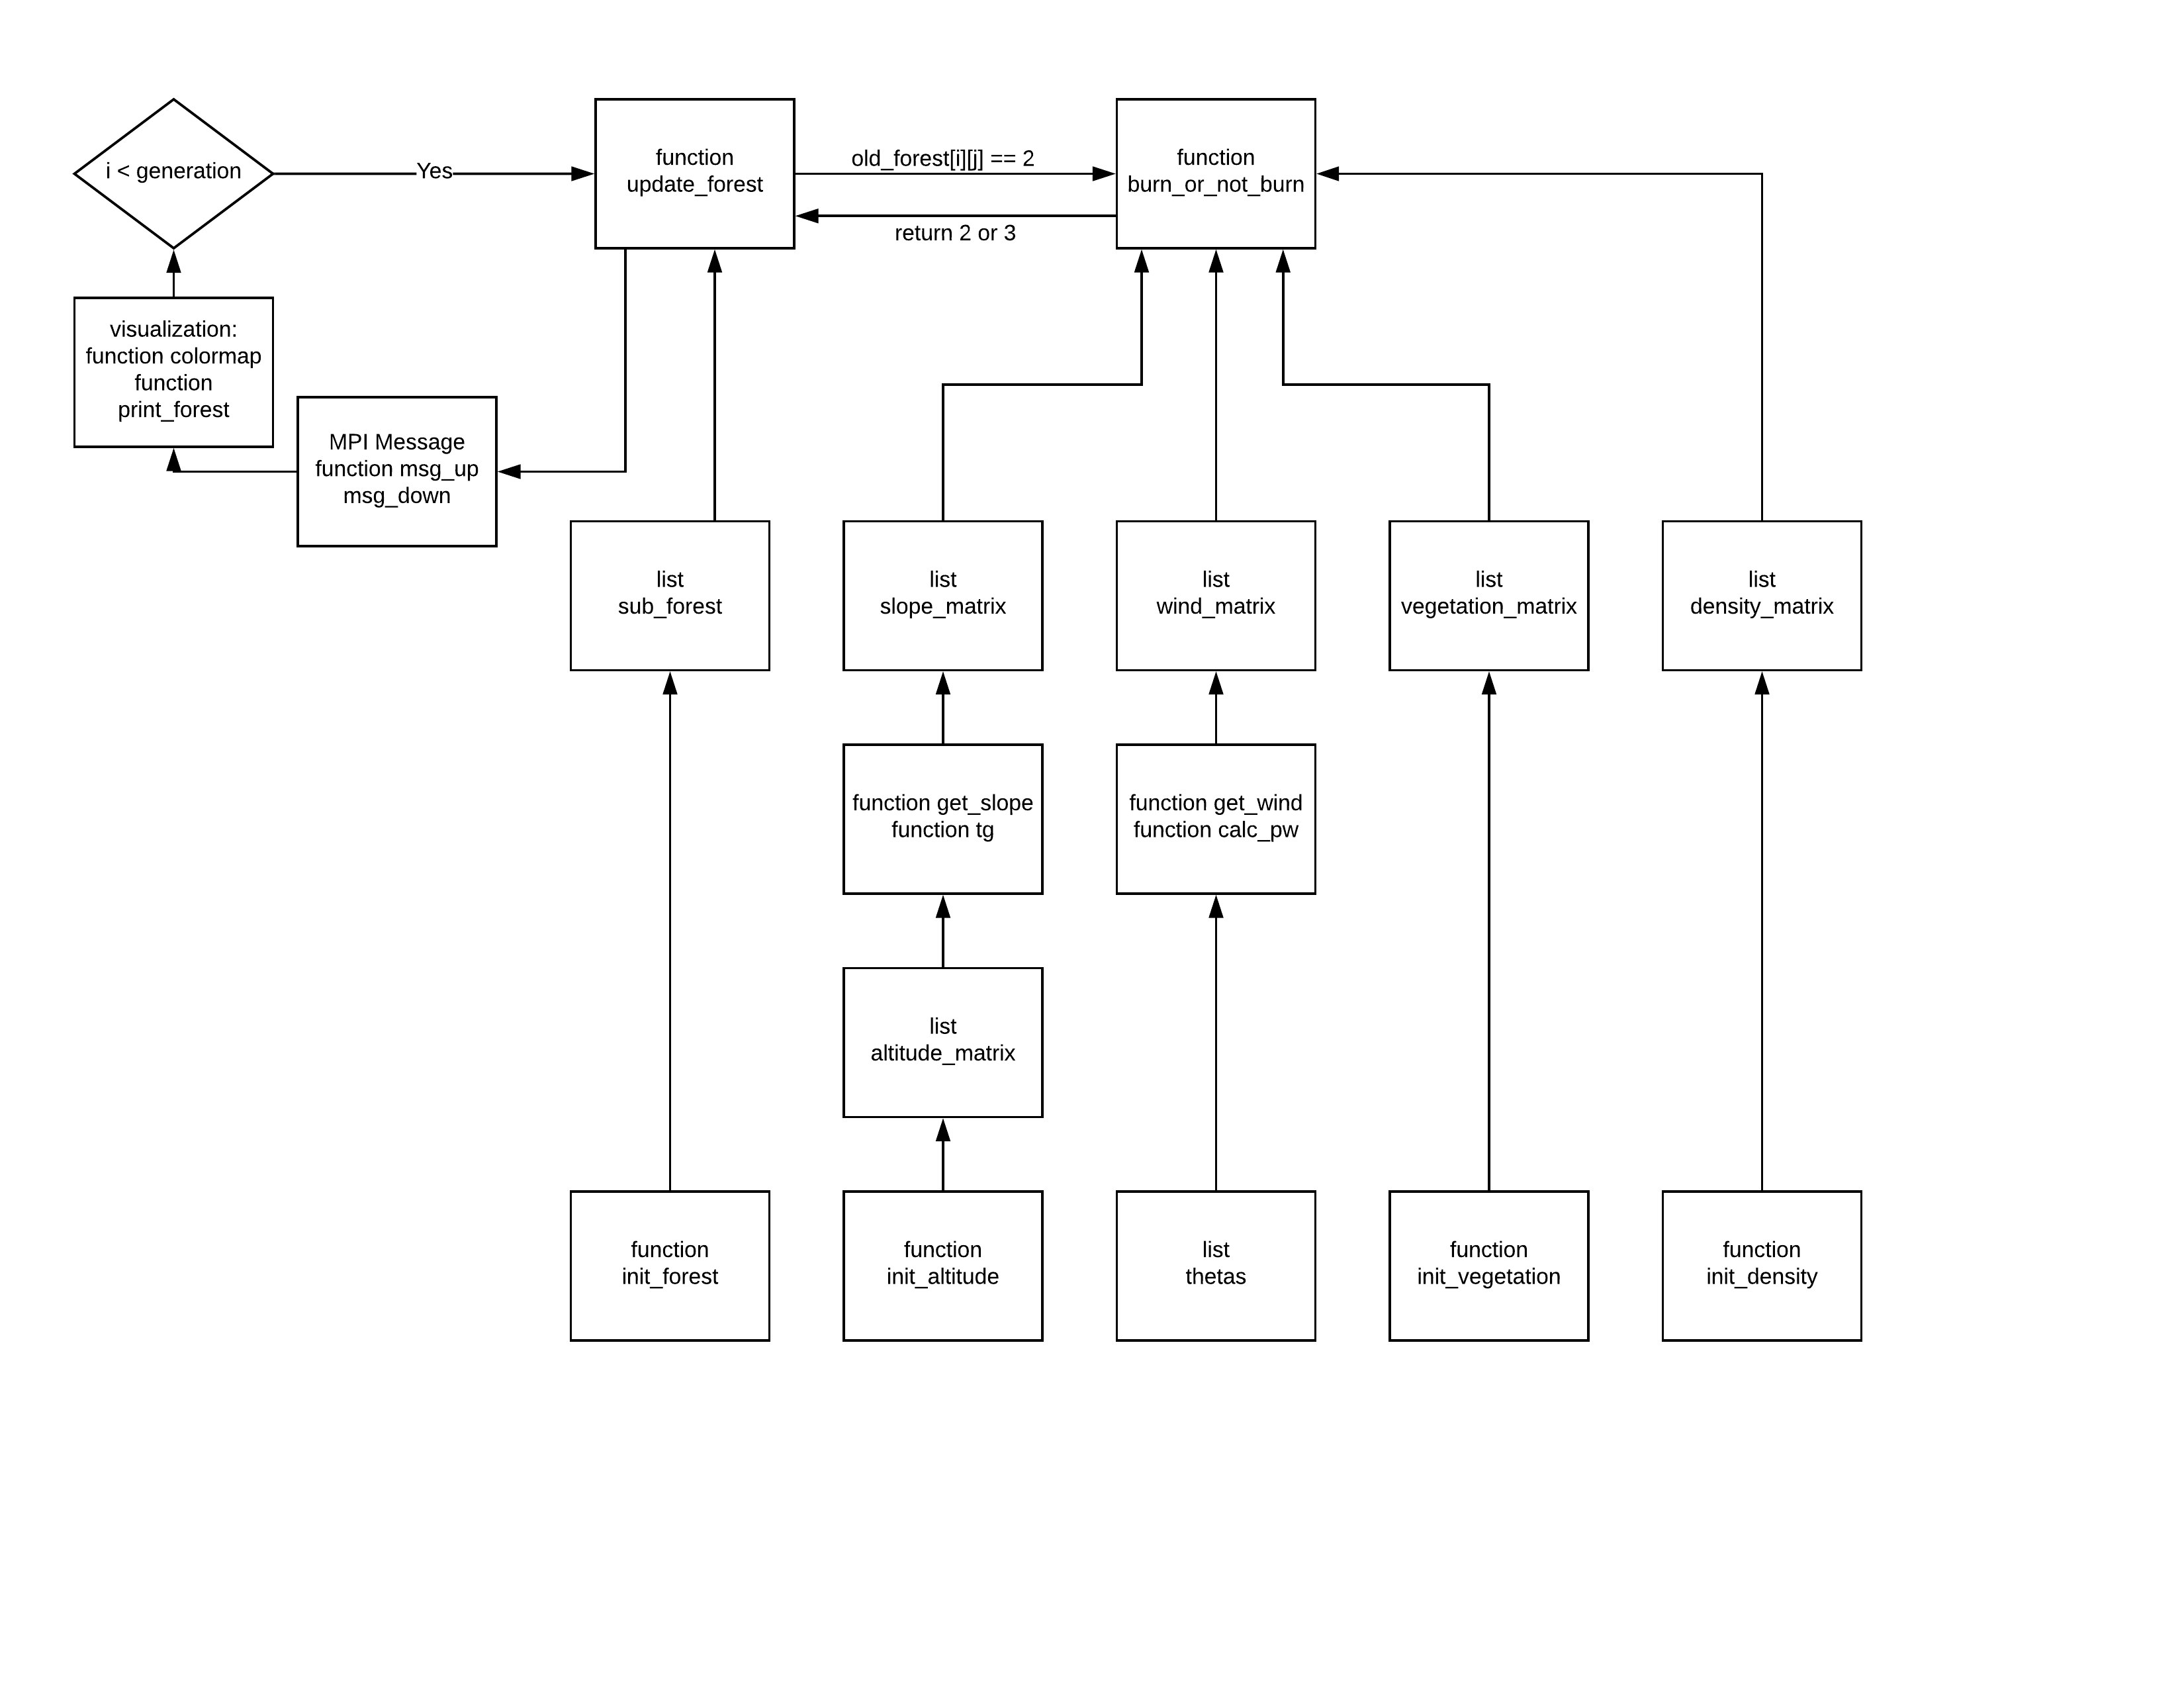 i < generation
Yes
function
update_forest
old_forest[i][j] == 2
return 2 or 3
function
burn_or_not_burn
visualization:
function colormap
function
print_forest
MPI Message
function msg_up
msg_down
list
sub_forest
list
slope_matrix
list
wind_matrix
list
vegetation_matrix
list
density_matrix
function get_slope
function tg
function get_wind
function calc_pw
list
altitude_matrix
function
init_forest
function
init_altitude
list
thetas
function
init_vegetation
function
init_density